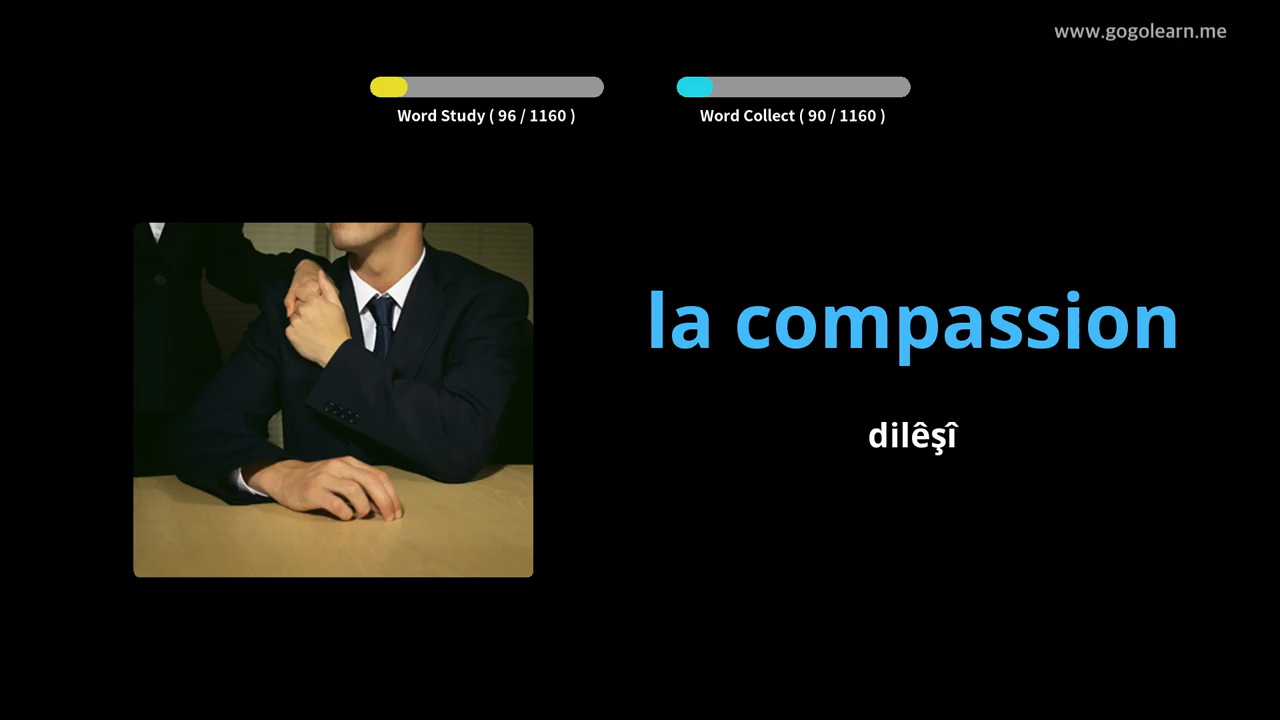 www.gogolearn.me
Word Study ( 96 / 1160 )
Word Collect ( 90 / 1160 )
la compassion
dilêşî